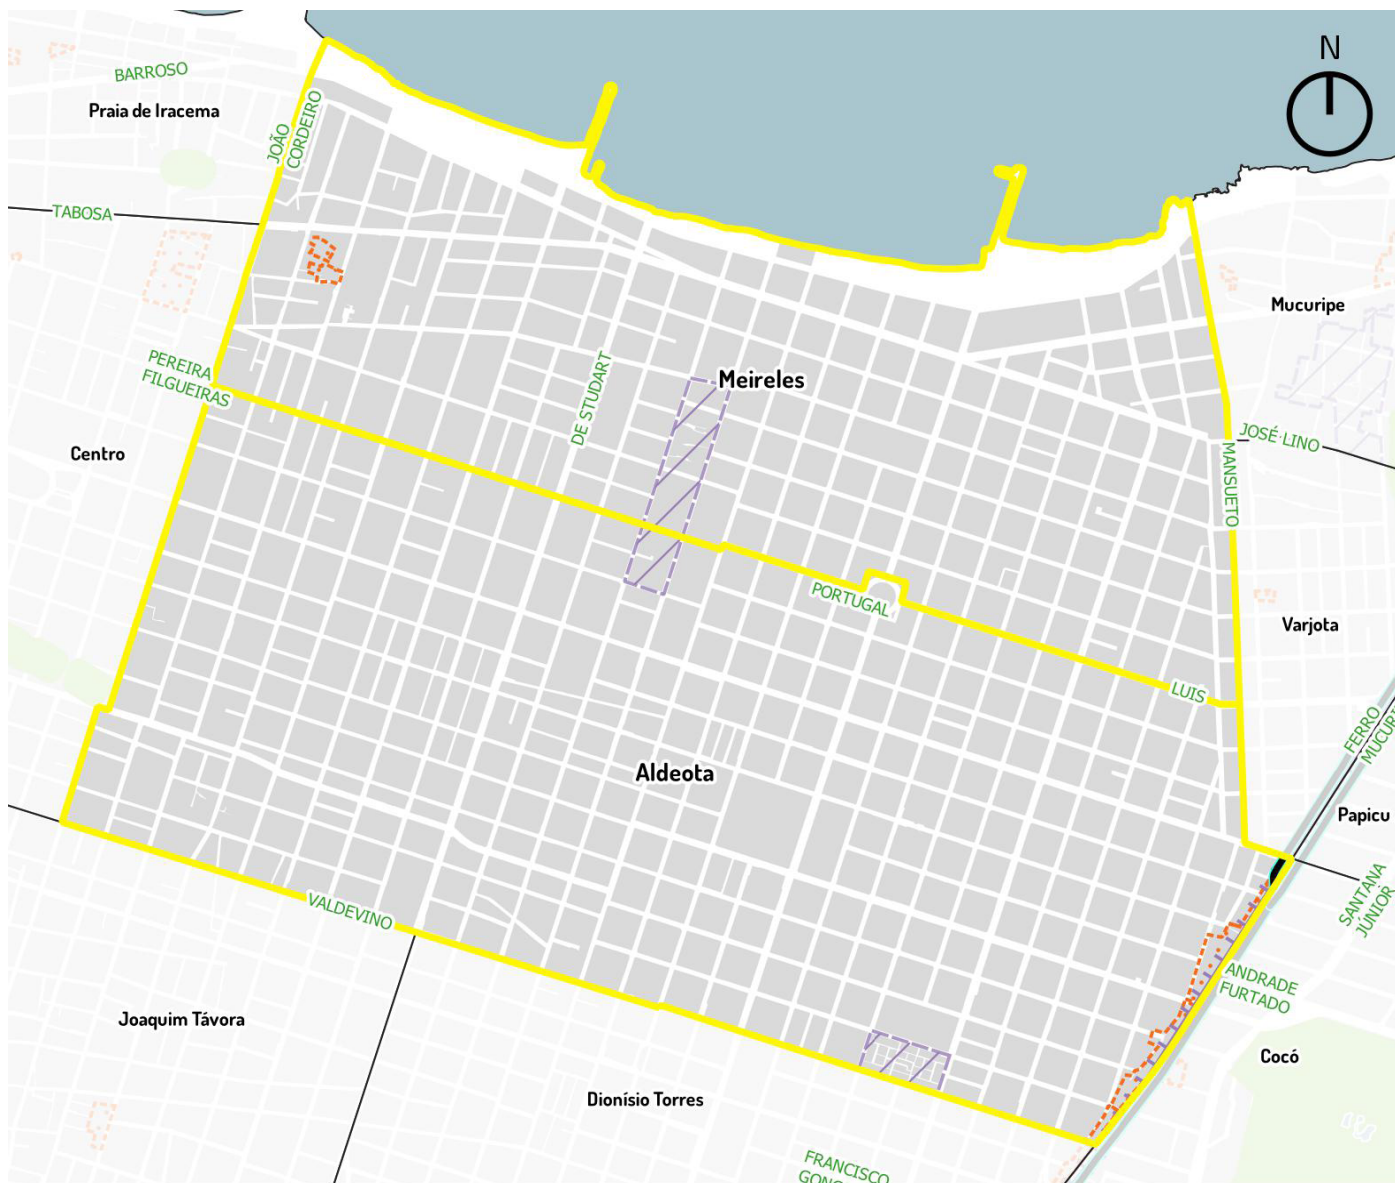 N
BARROSO
Praia de Iracema
JOÃO
CORDEIRO
TABOSA
Mucuripe
PEREIRA
FILGUEIRAS
DE STUDART
Meireles
JOSÉ LINO
Centro
MANSUETO
PORTUGAL
Varjota
LUIS
FERRO
Aldeota
Papicu
SANTANA
JÚNIOR
VALDEVINO
ANDRADE
FURTADO
Joaquim Távora
Cocó
Dionísio Torres
FRANCISCO